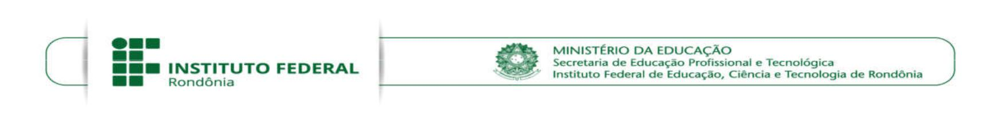 INSTITUTO FEDERAL
Rondônia
MINISTÉRIO DA EDUCAÇÃO
Secretaria de Educação Profissional e Tecnológica
Instituto Federal de Educação, Ciência e Tecnologia de Rondônia